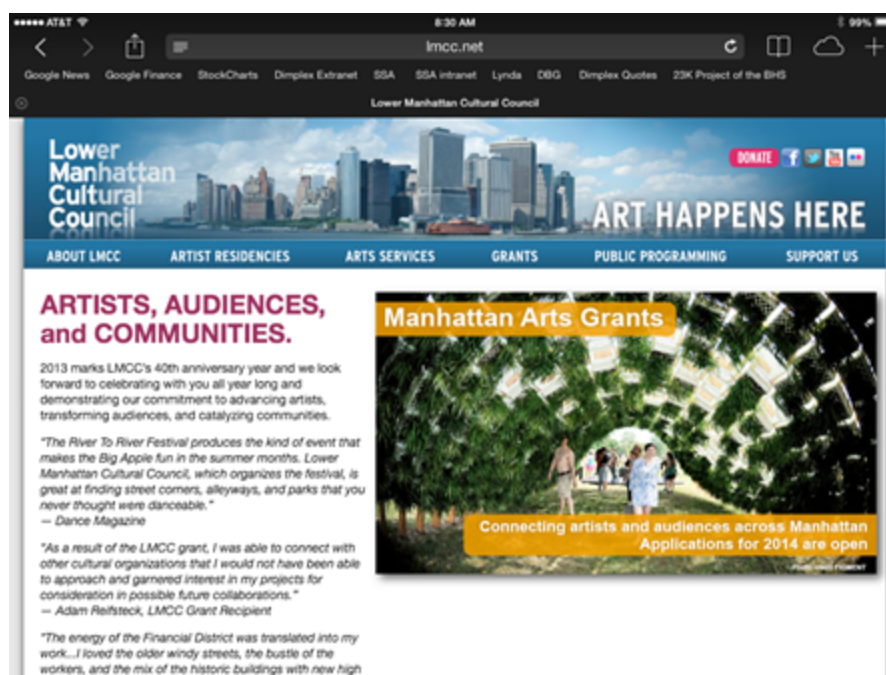 AT&T
8:30 AM
99%
lmcc.net
Google News Google Finance StockCharts Dimplex Extranet SSA SSA intranet Lynda DBG Dimplex Quotes 23K Project of the BHS
Lower Manhattan Cultural Council
Lower
Manhattan
Cultural
Council
DONATE
ART HAPPENS HERE
ABOUT LMCC ARTIST RESIDENCIES ARTS SERVICES GRANTS PUBLIC PROGRAMMING SUPPORT US
ARTISTS, AUDIENCES,
and COMMUNITIES.
2013 marks LMCC's 40th anniversary year and we look
forward to celebrating with you all year long and
demonstrating our commitment to advancing artists,
transforming audiences, and catalyzing communities.
"The River To River Festival produces the kind of event that
makes the Big Apple fun in the summer months. Lower
Manhattan Cultural Council, which organizes the festival, is
great at finding street corners, alleyways, and parks that you
never thought were danceable."
— Dance Magazine
"As a result of the LMCC grant, I was able to connect with
other cultural organizations that I would not have been able
to approach and garnered interest in my projects for
consideration in possible future collaborations."
— Adam Reifsteck, LMCC Grant Recipient
"The energy of the Financial District was translated into my
work...I loved the older windy streets, the bustle of the
workers, and the mix of the historic buildings with new high
Manhattan Arts Grants
Connecting artists and audiences across Manhattan
Applications for 2014 are open